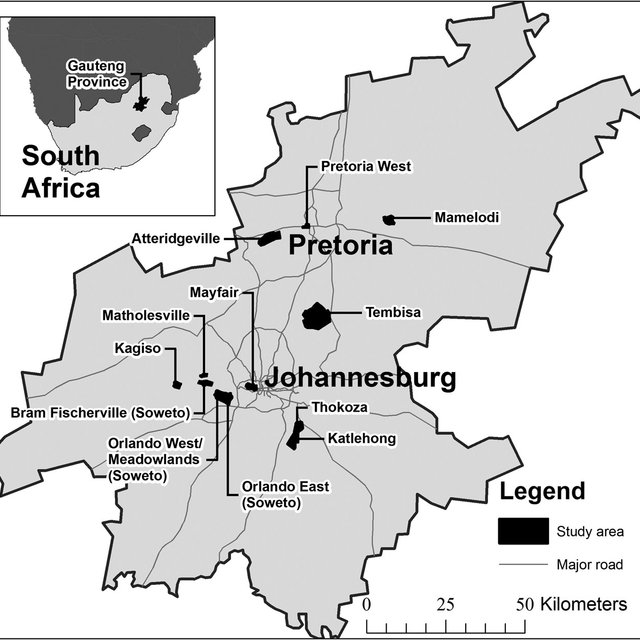 Gauteng
Province
South
Africa
Pretoria West
Mamelodi
Atteridgeville
Pretoria
Mayfair
Matholesville
Tembisa
Kagiso
Johannesburg
Bram Fischerville (Soweto)
Thokoza
Katlehong
Orlando West/
Meadowlands
(Soweto)
Orlando East
(Soweto)
Legend
Study area
Major road
0 25 50 Kilometers